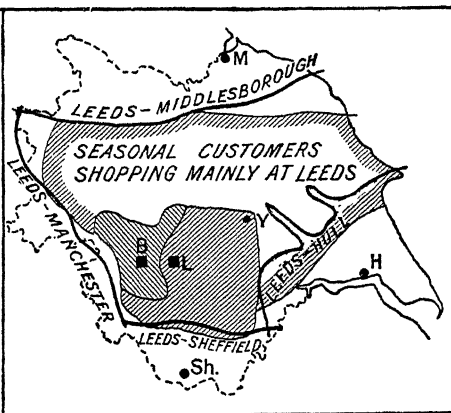 M
LEEDS-MIDDLESBOROUGH
SEASONAL CUSTOMERS
SHOPPING MAINLY AT LEEDS
LEEDS-MANCHESTER
Y
B
L
LEEDS-HULL
H
LEEDS-SHEFFIELD
Sh.